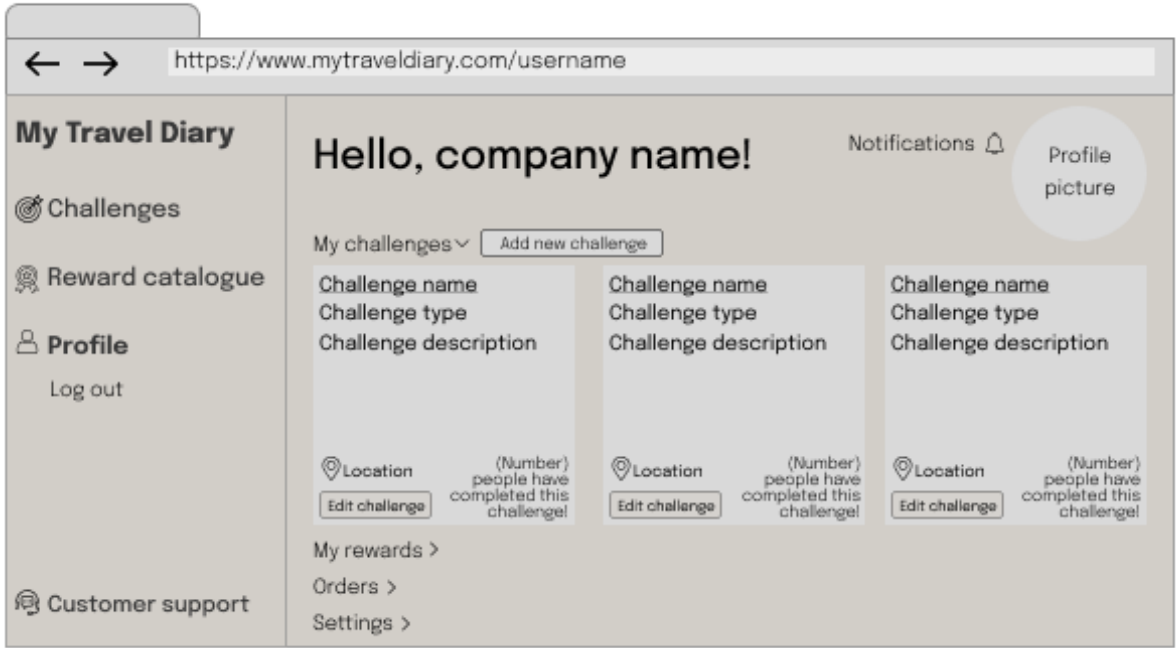 https://www.mytraveldiary.com/username
My Travel Diary
Challenges
Reward catalogue
Profile
Log out
Customer support
Hello, company name!
Notifications
Profile
picture
My challenges
Add new challenge
Challenge name
Challenge type
Challenge description
Location
Edit challenge
(Number)
people have
completed this
challenge!
Challenge name
Challenge type
Challenge description
Location
Edit challenge
(Number)
people have
completed this
challenge!
Challenge name
Challenge type
Challenge description
Location
Edit challenge
(Number)
people have
completed this
challenge!
My rewards >
Orders >
Settings >